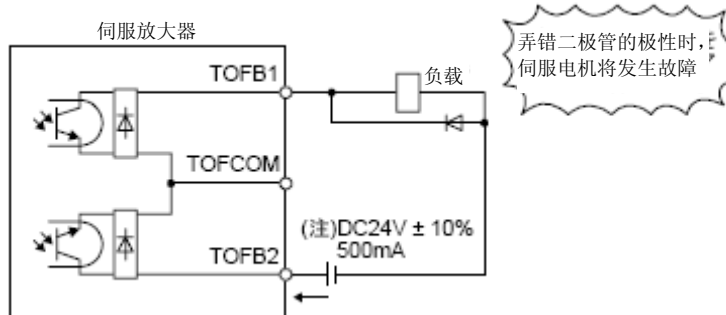 伺服放大器
TOFB1
负载
弄错二极管的极性时，
伺服电机将发生故障
TOFCOM
(注)DC24V ± 10%
500mA
TOFB2